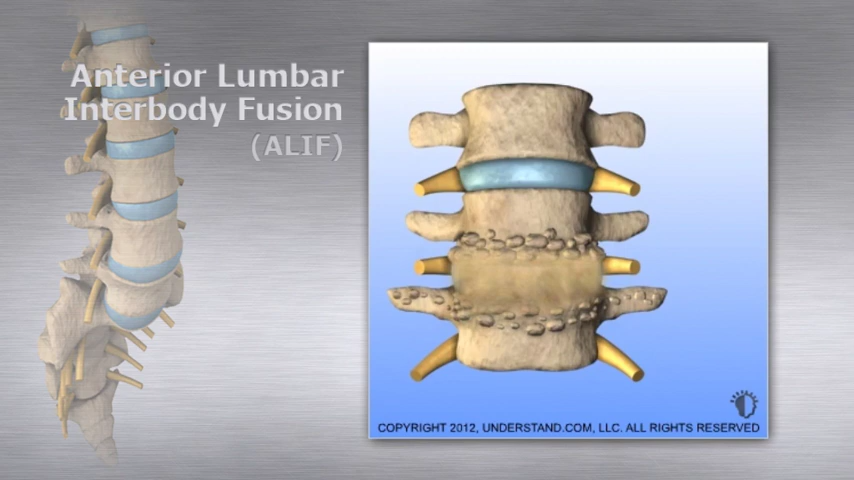 Anterior Lumbar
Interbody Fusion
(ALIF)
COPYRIGHT 2012, UNDERSTAND.COM, LLC. ALL RIGHTS RESERVED